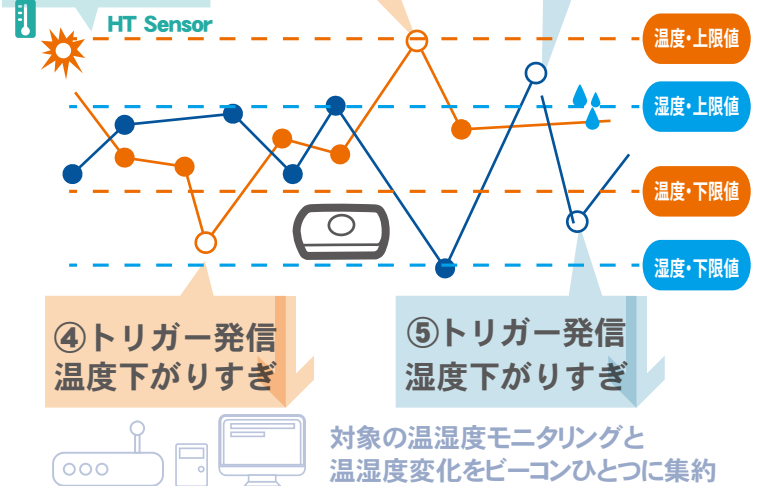 HT Sensor
温度・上限値
湿度・上限値
温度・下限値
湿度・下限値
④トリガー発信
温度下がりすぎ
⑤トリガー発信
湿度下がりすぎ
対象の温湿度モニタリングと
温湿度変化をビーコンひとつに集約